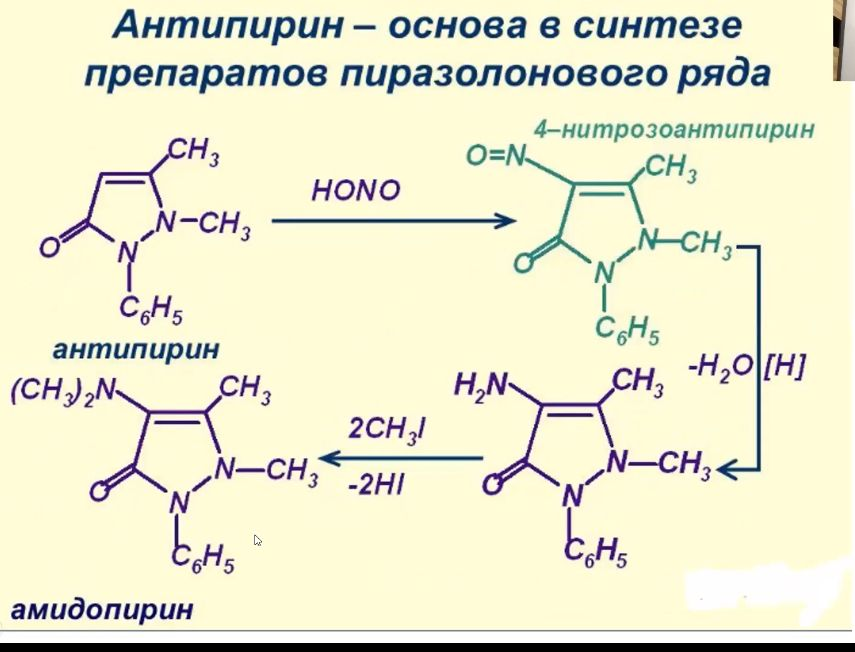 Антипирин – основа в синтезе
препаратов пиразолонового ряда
4–нитрозоантипирин
CH₃
HONO
N–CH₃
O
N
C₆H₅
антипирин
O=N
CH₃
N–CH₃
O
N
C₆H₅
-H₂O [H]
H₂N
CH₃
N–CH₃
O
N
C₆H₅
2CH₃I
-2HI
(CH₃)₂N
CH₃
N–CH₃
O
N
C₆H₅
амидопирин